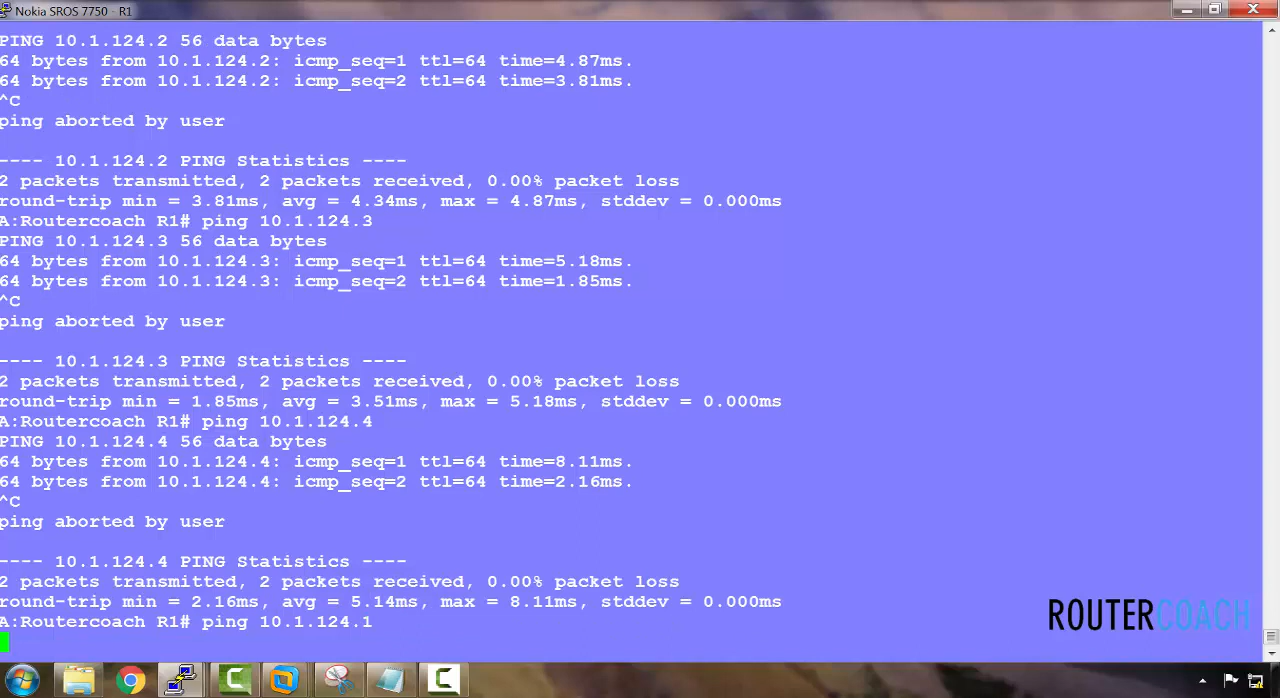 Nokia SROS 7750 - R1
PING 10.1.124.2 56 data bytes
64 bytes from 10.1.124.2: icmp_seq=1 ttl=64 time=4.87ms.
64 bytes from 10.1.124.2: icmp_seq=2 ttl=64 time=3.81ms.
^C
ping aborted by user
---- 10.1.124.2 PING Statistics ----
2 packets transmitted, 2 packets received, 0.00% packet loss
round-trip min = 3.81ms, avg = 4.34ms, max = 4.87ms, stddev = 0.000ms
A:Routercoach R1# ping 10.1.124.3
PING 10.1.124.3 56 data bytes
64 bytes from 10.1.124.3: icmp_seq=1 ttl=64 time=5.18ms.
64 bytes from 10.1.124.3: icmp_seq=2 ttl=64 time=1.85ms.
^C
ping aborted by user
---- 10.1.124.3 PING Statistics ----
2 packets transmitted, 2 packets received, 0.00% packet loss
round-trip min = 1.85ms, avg = 3.51ms, max = 5.18ms, stddev = 0.000ms
A:Routercoach R1# ping 10.1.124.4
PING 10.1.124.4 56 data bytes
64 bytes from 10.1.124.4: icmp_seq=1 ttl=64 time=8.11ms.
64 bytes from 10.1.124.4: icmp_seq=2 ttl=64 time=2.16ms.
^C
ping aborted by user
---- 10.1.124.4 PING Statistics ----
2 packets transmitted, 2 packets received, 0.00% packet loss
round-trip min = 2.16ms, avg = 5.14ms, max = 8.11ms, stddev = 0.000ms
A:Routercoach R1# ping 10.1.124.1
ROUTERCOACH